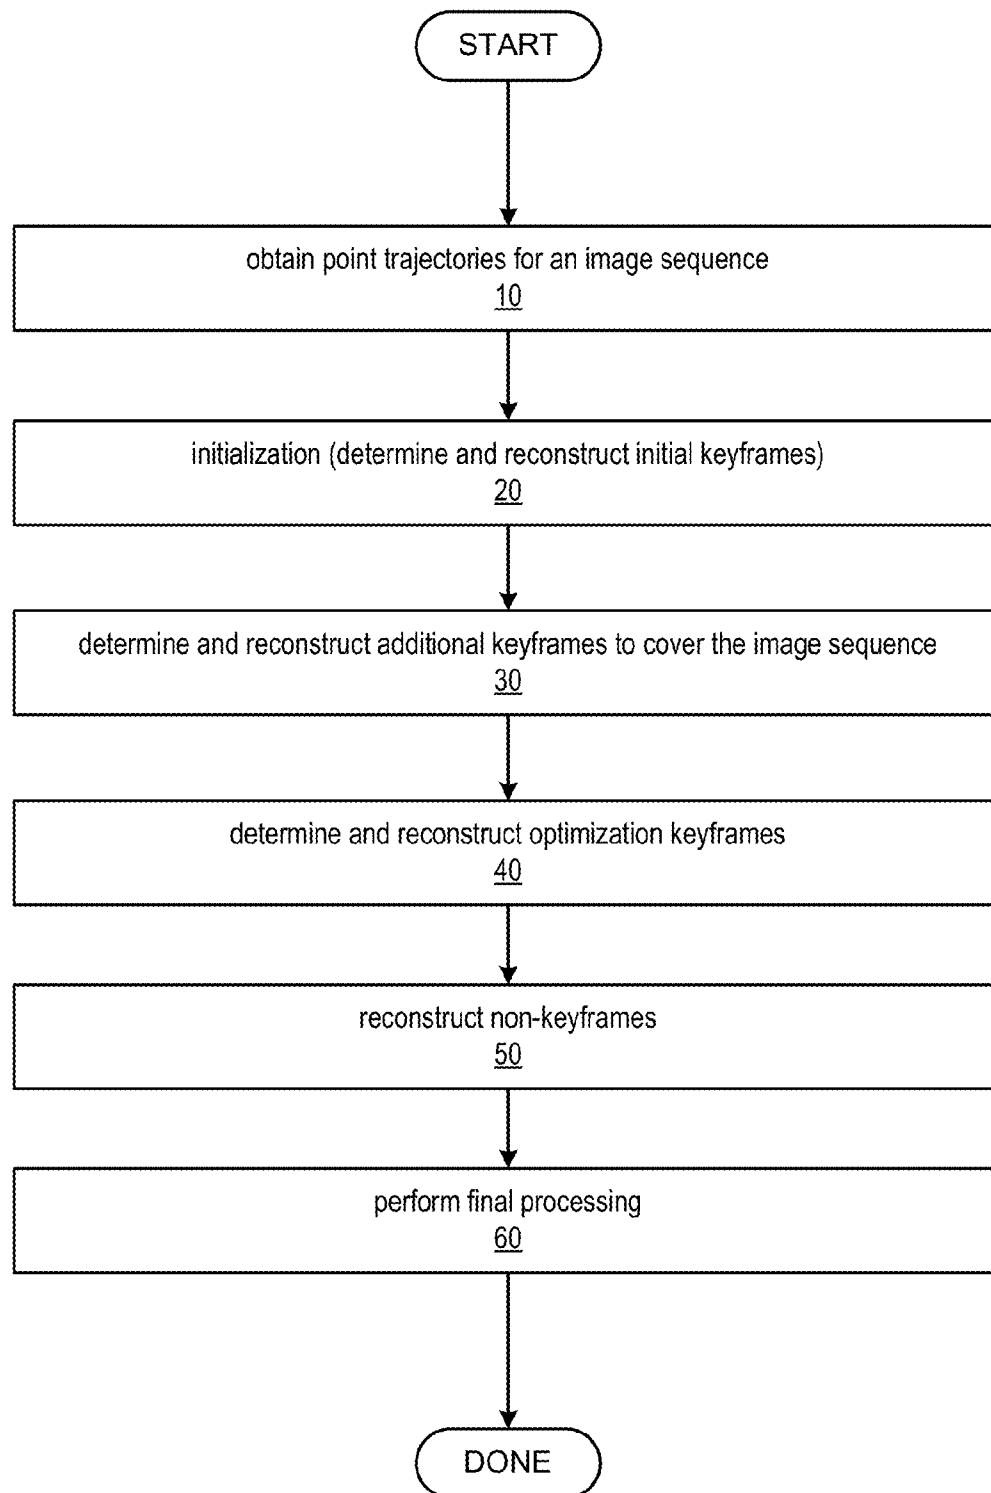 START
obtain point trajectories for an image sequence
10
initialization (determine and reconstruct initial keyframes)
20
determine and reconstruct additional keyframes to cover the image sequence
30
determine and reconstruct optimization keyframes
40
reconstruct non-keyframes
50
perform final processing
60
DONE